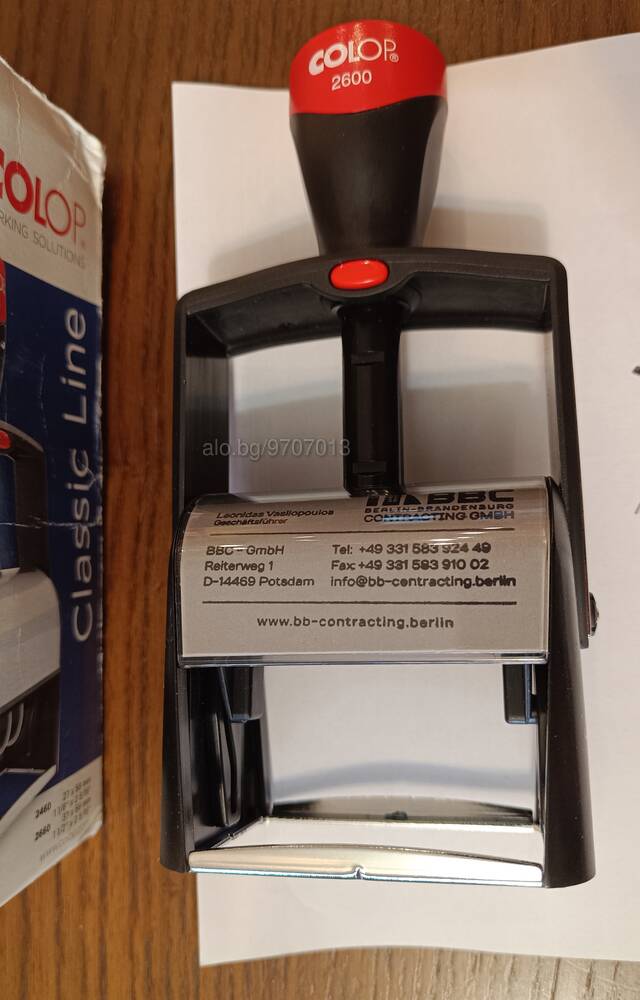 COLOP®
2600
COLOP®
RKING SOLUTIONS
Classic Line
alo.bg/9707013
BBC
BERLIN-BRANDENBURG
CONTRACTING GMBH
Leonidas Vasilopoulos
Geschäftsführer
BBC - GmbH
Reiterweg 1
D-14469 Potsdam
Tel: +49 331 583 924 49
Fax +49 331 583 910 02
info@bb-contracting.berlin
www.bb-contracting.berlin
2460
2660